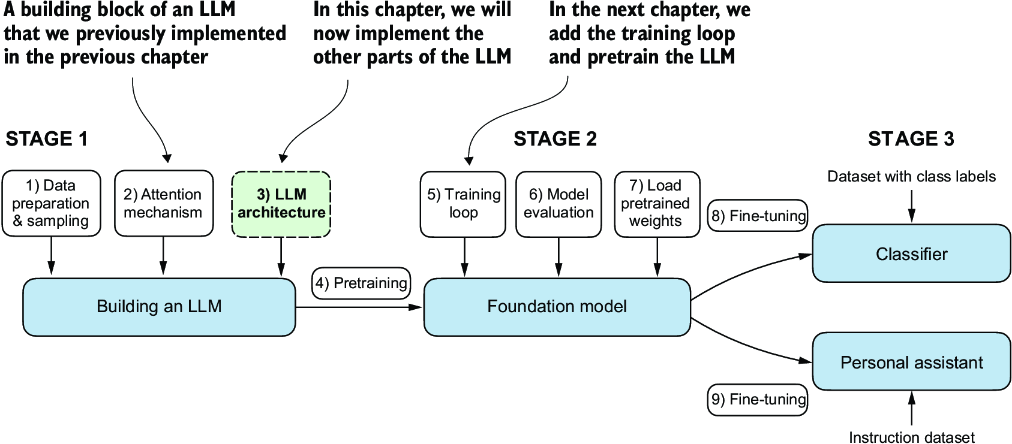 A building block of an LLM
that we previously implemented
in the previous chapter
In this chapter, we will
now implement the
other parts of the LLM
In the next chapter, we
add the training loop
and pretrain the LLM
STAGE 1
STAGE 2
STAGE 3
1) Data
preparation
& sampling
2) Attention
mechanism
3) LLM
architecture
5) Training
loop
6) Model
evaluation
7) Load
pretrained
weights
8) Fine-tuning
Dataset with class labels
Classifier
4) Pretraining
Building an LLM
Foundation model
Personal assistant
9) Fine-tuning
Instruction dataset